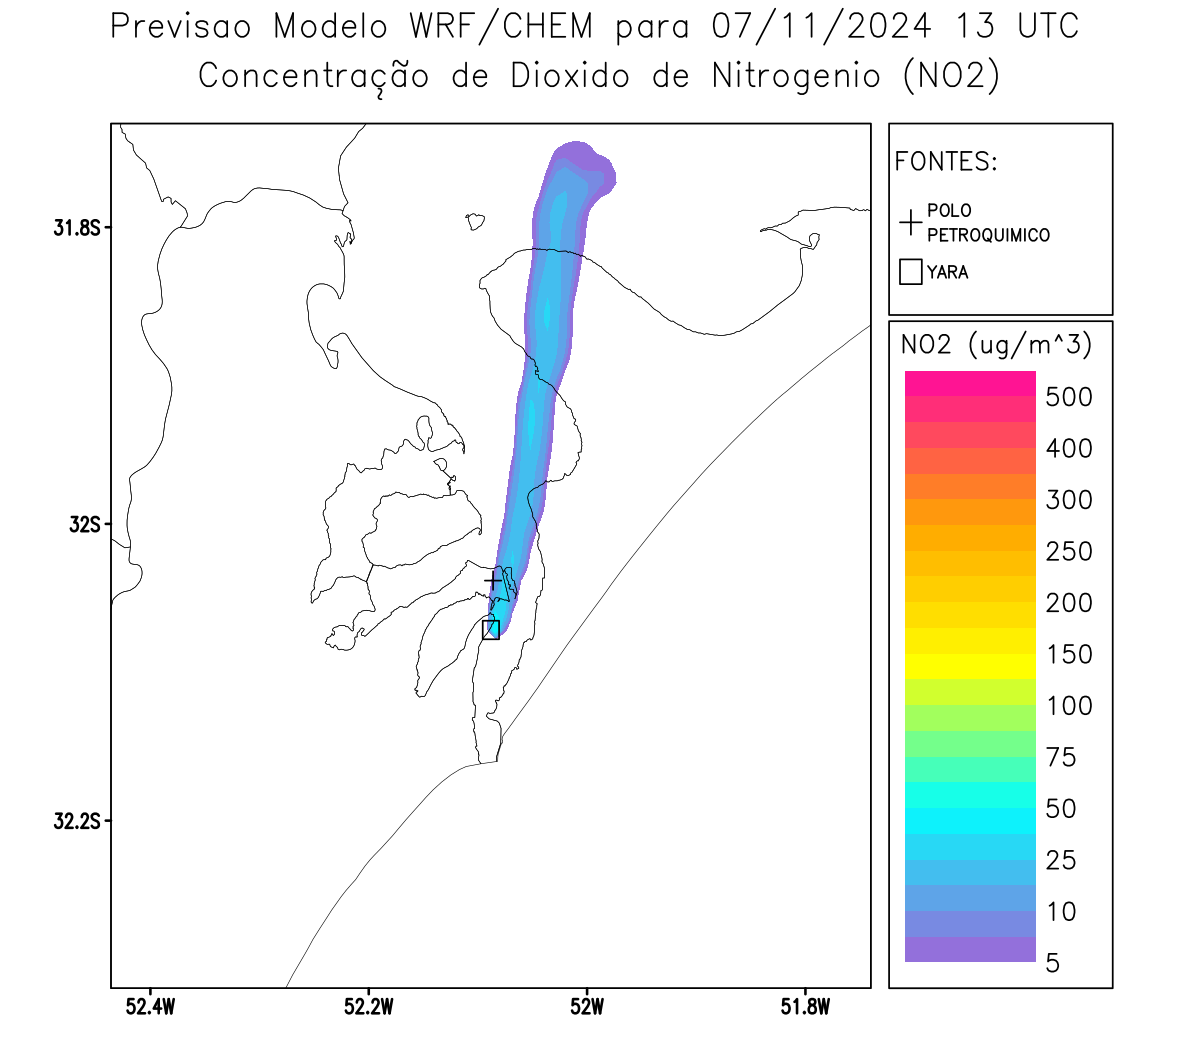 Previsao Modelo WRF/CHEM para 07/11/2024 13 UTC
Concentração de Dioxido de Nitrogenio (NO2)
FONTES:
POLO
PETROQUIMICO
YARA
NO2 (ug/m^3)
500
400
300
250
200
150
100
75
50
25
10
5
31.8S
32S
32.2S
52.4W
52.2W
52W
51.8W